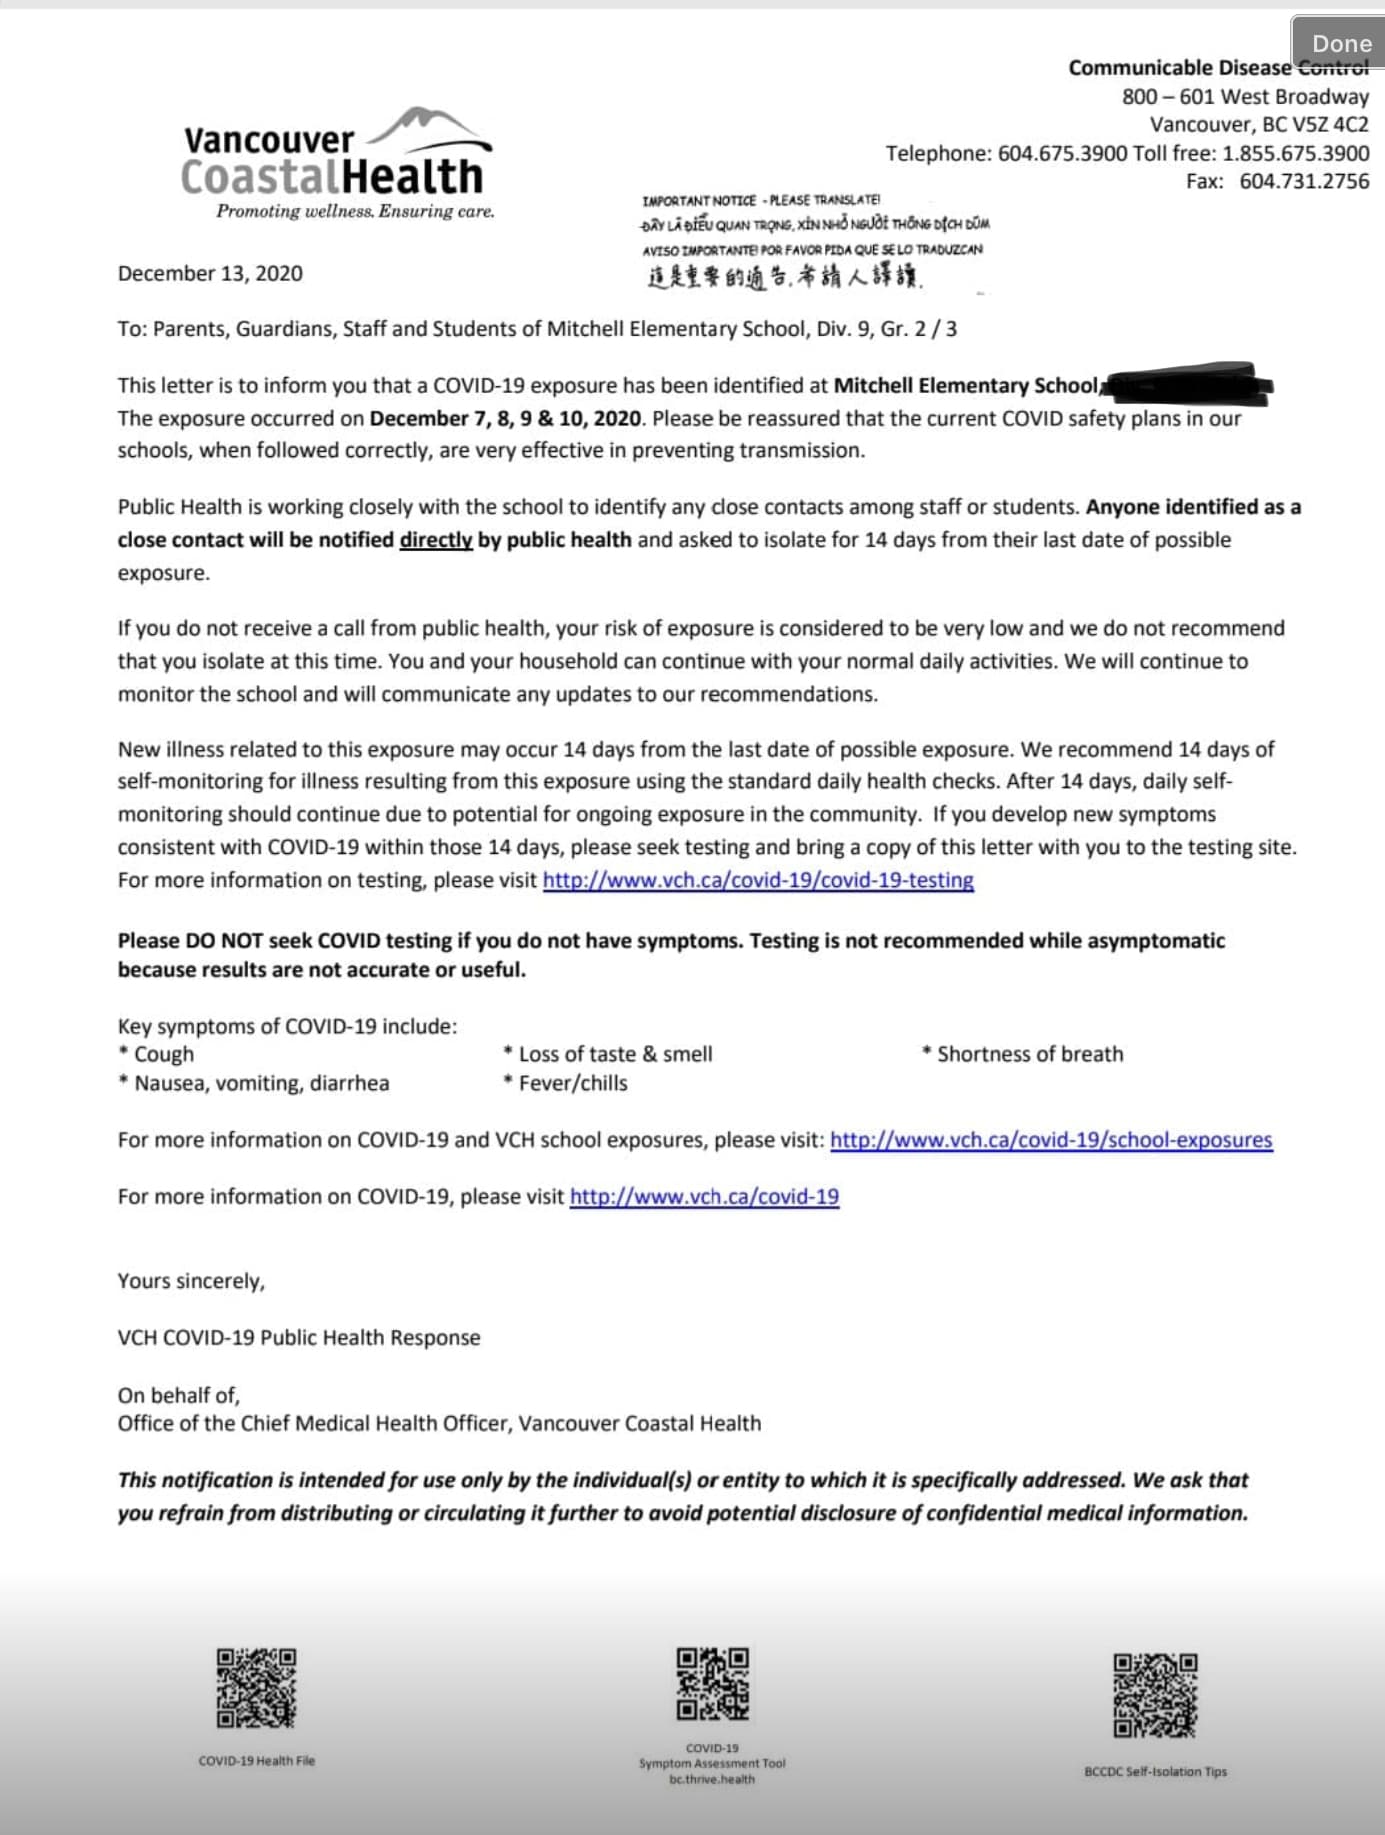 Done
Communicable Disease Control
800 – 601 West Broadway
Vancouver, BC V5Z 4C2
Telephone: 604.675.3900 Toll free: 1.855.675.3900
Fax: 604.731.2756
Vancouver
CoastalHealth
Promoting wellness. Ensuring care.
IMPORTANT NOTICE - PLEASE TRANSLATE!
ĐÂY LÀ ĐIỀU QUAN TRỌNG, XIN NHỜ NGƯỜI THÔNG DỊCH DÙM
AVISO IMPORTANTE! POR FAVOR PIDA QUE SE LO TRADUZCAN
這是重要的通告,希請人譯讀.
December 13, 2020
To: Parents, Guardians, Staff and Students of Mitchell Elementary School, Div. 9, Gr. 2 / 3
This letter is to inform you that a COVID-19 exposure has been identified at Mitchell Elementary School,
The exposure occurred on December 7, 8, 9 & 10, 2020. Please be reassured that the current COVID safety plans in our
schools, when followed correctly, are very effective in preventing transmission.
Public Health is working closely with the school to identify any close contacts among staff or students. Anyone identified as a
close contact will be notified directly by public health and asked to isolate for 14 days from their last date of possible
exposure.
If you do not receive a call from public health, your risk of exposure is considered to be very low and we do not recommend
that you isolate at this time. You and your household can continue with your normal daily activities. We will continue to
monitor the school and will communicate any updates to our recommendations.
New illness related to this exposure may occur 14 days from the last date of possible exposure. We recommend 14 days of
self-monitoring for illness resulting from this exposure using the standard daily health checks. After 14 days, daily self-
monitoring should continue due to potential for ongoing exposure in the community. If you develop new symptoms
consistent with COVID-19 within those 14 days, please seek testing and bring a copy of this letter with you to the testing site.
For more information on testing, please visit http://www.vch.ca/covid-19/covid-19-testing
Please DO NOT seek COVID testing if you do not have symptoms. Testing is not recommended while asymptomatic
because results are not accurate or useful.
Key symptoms of COVID-19 include:
* Cough * Loss of taste & smell * Shortness of breath
* Nausea, vomiting, diarrhea * Fever/chills
For more information on COVID-19 and VCH school exposures, please visit: http://www.vch.ca/covid-19/school-exposures
For more information on COVID-19, please visit http://www.vch.ca/covid-19
Yours sincerely,
VCH COVID-19 Public Health Response
On behalf of,
Office of the Chief Medical Health Officer, Vancouver Coastal Health
This notification is intended for use only by the individual(s) or entity to which it is specifically addressed. We ask that
you refrain from distributing or circulating it further to avoid potential disclosure of confidential medical information.
COVID-19 Health File
COVID-19
Symptom Assessment Tool
bc.thrive.health
BCCDC Self-Isolation Tips